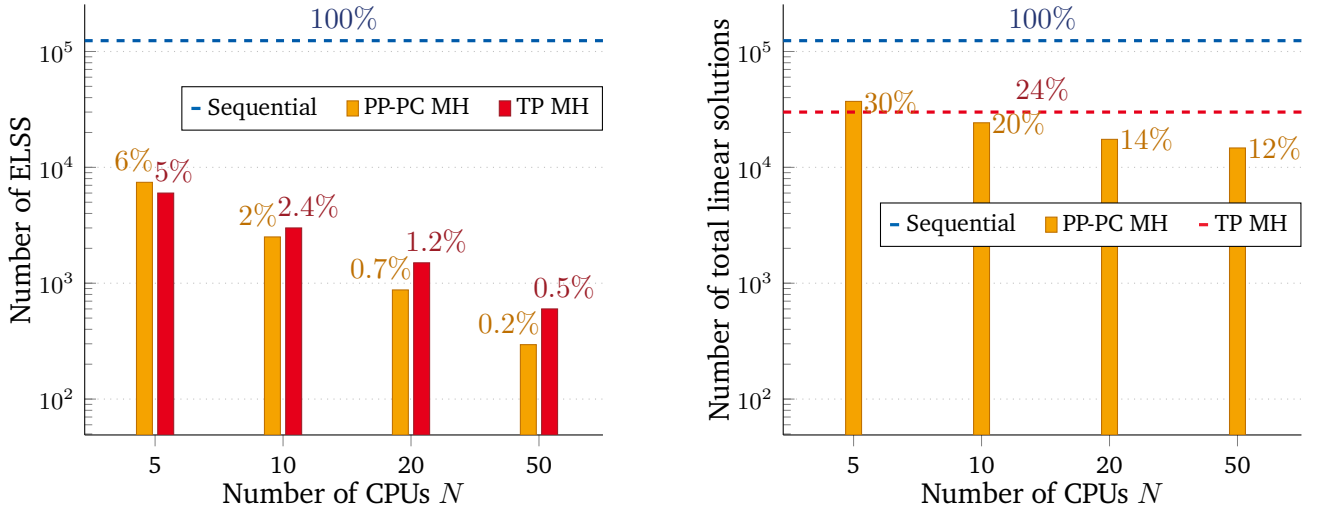 100%
10^5
Sequential PP-PC MH TP MH
6%
5%
10^4
2%
2.4%
0.7%
1.2%
10^3
0.2%
0.5%
10^2
5 10 20 50
Number of CPUs N
Number of ELSS
100%
10^5
30%
24%
20%
14%
12%
10^4
Sequential PP-PC MH TP MH
10^3
10^2
5 10 20 50
Number of CPUs N
Number of total linear solutions